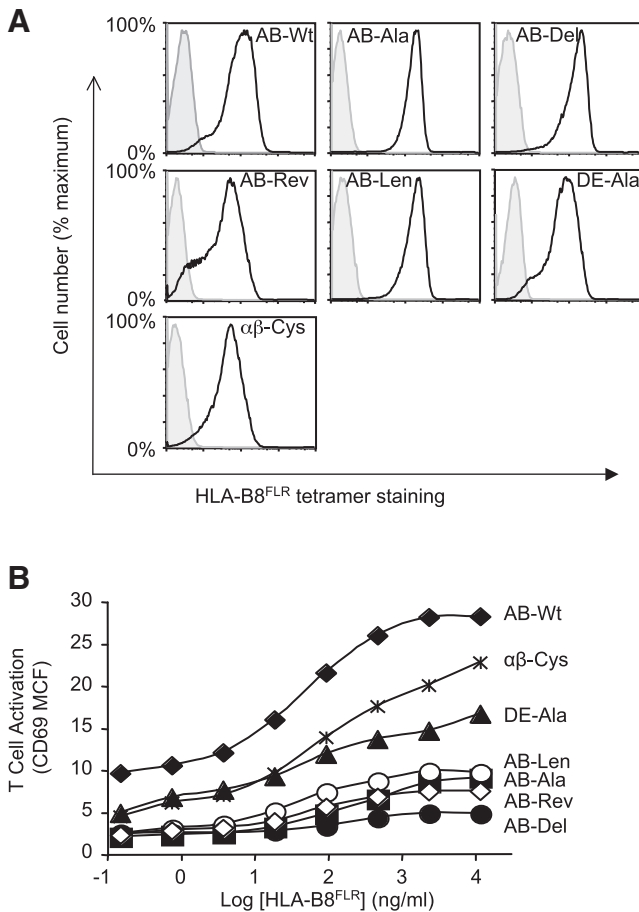 A
100%
0%
AB-Wt
AB-Ala
AB-Del
100%
0%
AB-Rev
AB-Len
DE-Ala
100%
0%
αβ-Cys
Cell number (% maximum)
HLA-B8FLR tetramer staining
B
T Cell Activation
(CD69 MCF)
30
25
20
15
10
5
0
AB-Wt
αβ-Cys
DE-Ala
AB-Len
AB-Ala
AB-Rev
AB-Del
-1 0 1 2 3 4
Log [HLA-B8FLR] (ng/ml)